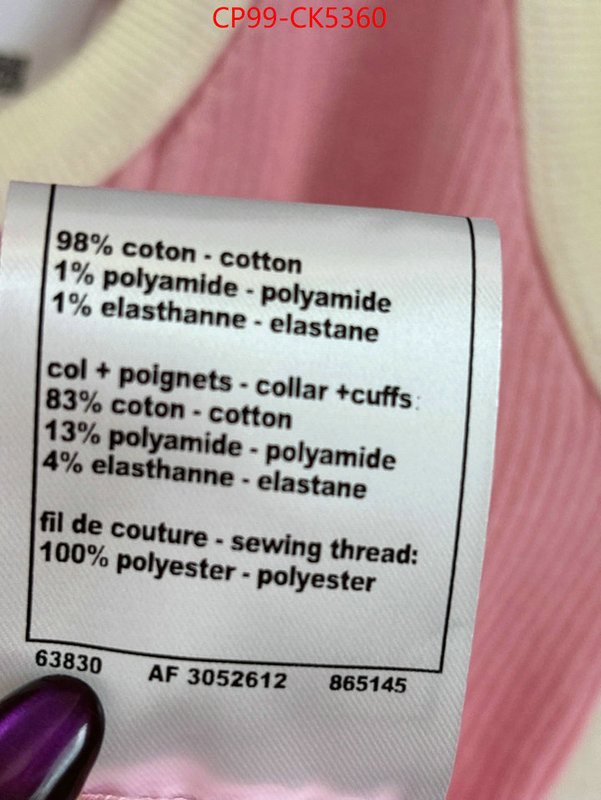 CP99-CK5360
98% coton - cotton
1% polyamide - polyamide
1% elasthanne - elastane
col + poignets - collar +cuffs:
83% coton - cotton
13% polyamide - polyamide
4% elasthanne - elastane
fil de couture - sewing thread:
100% polyester - polyester
63830 AF 3052612 865145